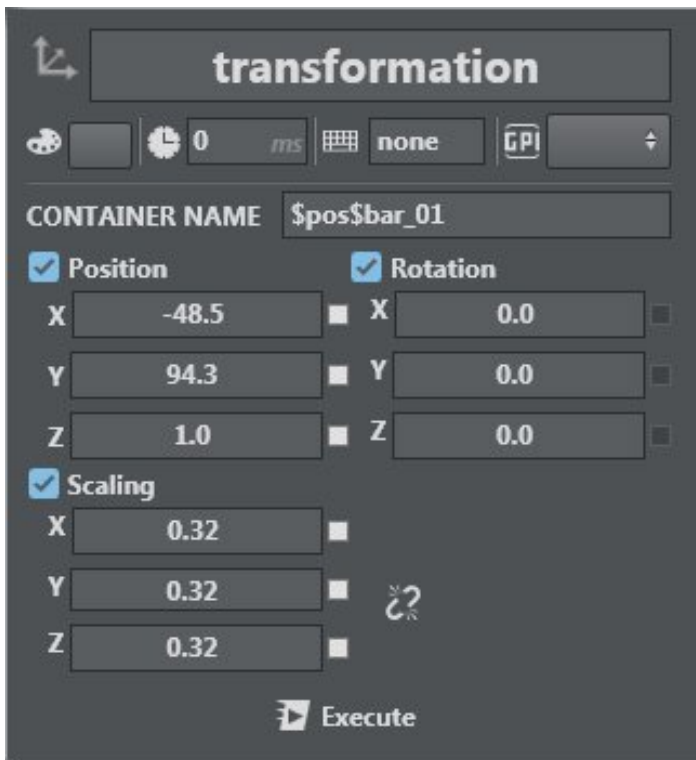 transformation
0 ms none GPI
CONTAINER NAME $pos$bar_01
Position Rotation
X -48.5 X 0.0
Y 94.3 Y 0.0
Z 1.0 Z 0.0
Scaling
X 0.32
Y 0.32
Z 0.32
Execute